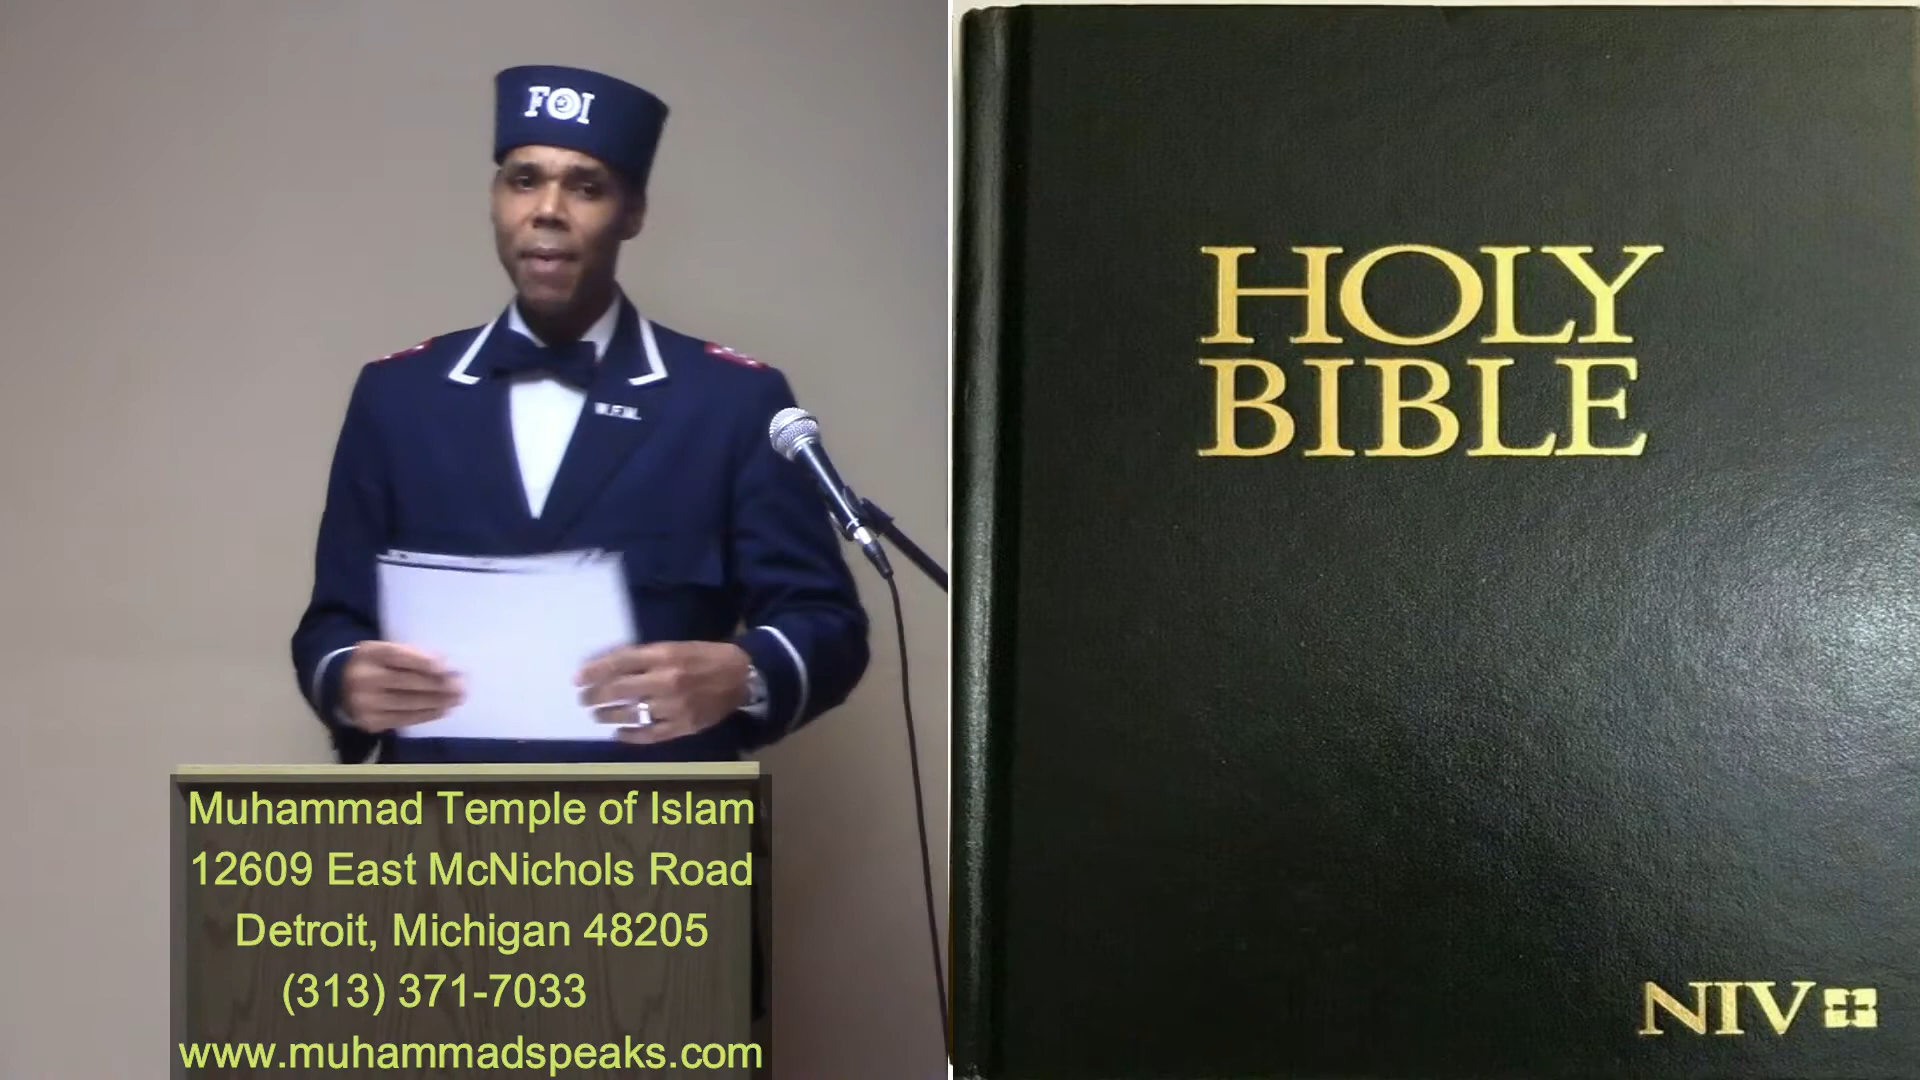 FOI
W.F.M.
Muhammad Temple of Islam
12609 East McNichols Road
Detroit, Michigan 48205
(313) 371-7033
www.muhammadspeaks.com
HOLY
BIBLE
NIV